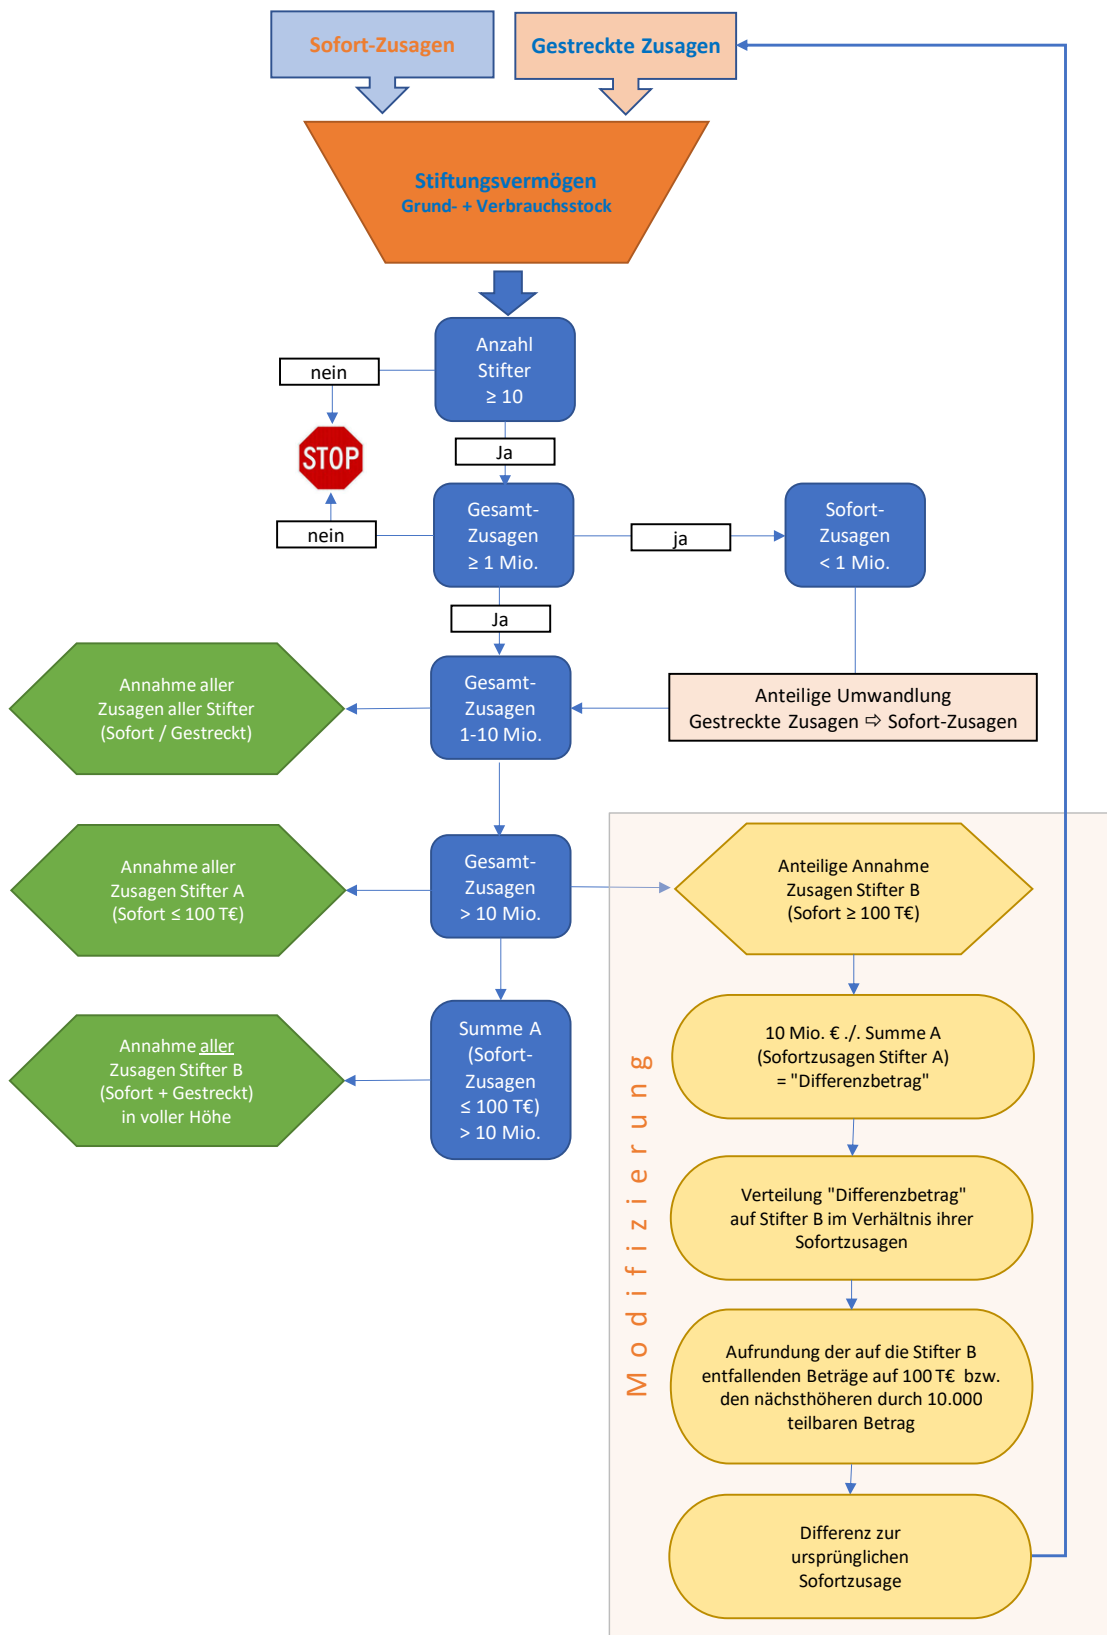 Sofort-Zusagen
Gestreckte Zusagen
Stiftungsvermögen
Grund- + Verbrauchsstock
Anzahl
Stifter
≥ 10
nein
STOP
Ja
Gesamt-
Zusagen
≥ 1 Mio.
nein
ja
Sofort-
Zusagen
< 1 Mio.
Ja
Annahme aller
Zusagen aller Stifter
(Sofort / Gestreckt)
Gesamt-
Zusagen
1-10 Mio.
Anteilige Umwandlung
Gestreckte Zusagen ⇨ Sofort-Zusagen
Annahme aller
Zusagen Stifter A
(Sofort ≤ 100 T€)
Gesamt-
Zusagen
> 10 Mio.
Anteilige Annahme
Zusagen Stifter B
(Sofort ≥ 100 T€)
Annahme aller
Zusagen Stifter B
(Sofort + Gestreckt)
in voller Höhe
Summe A
(Sofort-
Zusagen
≤ 100 T€)
> 10 Mio.
Modifizierung
10 Mio. € ./. Summe A
(Sofortzusagen Stifter A)
= "Differenzbetrag"
Verteilung "Differenzbetrag"
auf Stifter B im Verhältnis ihrer
Sofortzusagen
Aufrundung der auf die Stifter B
entfallenden Beträge auf 100 T€ bzw.
den nächsthöheren durch 10.000
teilbaren Betrag
Differenz zur
ursprünglichen
Sofortzusage